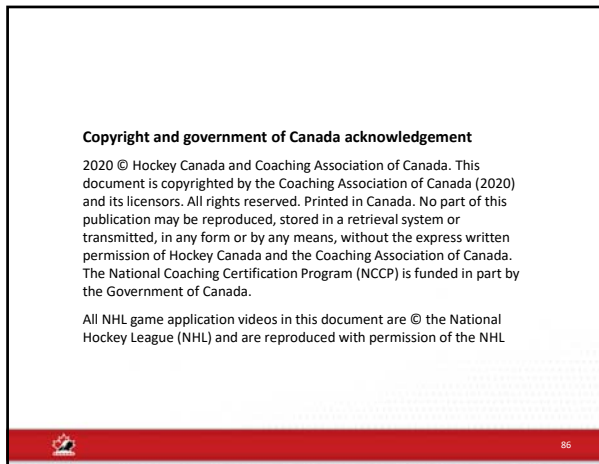 Copyright and government of Canada acknowledgement
2020 © Hockey Canada and Coaching Association of Canada. This
document is copyrighted by the Coaching Association of Canada (2020)
and its licensors. All rights reserved. Printed in Canada. No part of this
publication may be reproduced, stored in a retrieval system or
transmitted, in any form or by any means, without the express written
permission of Hockey Canada and the Coaching Association of Canada.
The National Coaching Certification Program (NCCP) is funded in part by
the Government of Canada.
All NHL game application videos in this document are © the National
Hockey League (NHL) and are reproduced with permission of the NHL
86